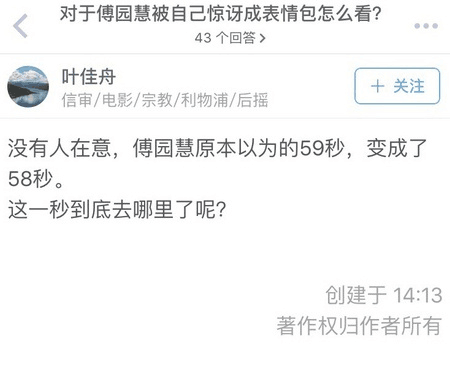 对于傅园慧被自己惊讶成表情包怎么看?
43 个回答 >
叶佳舟
信审/电影/宗教/利物浦/后摇
+ 关注
没有人在意，傅园慧原本以为的59秒，变成了
58秒。
这一秒到底去哪里了呢?
创建于 14:13
著作权归作者所有